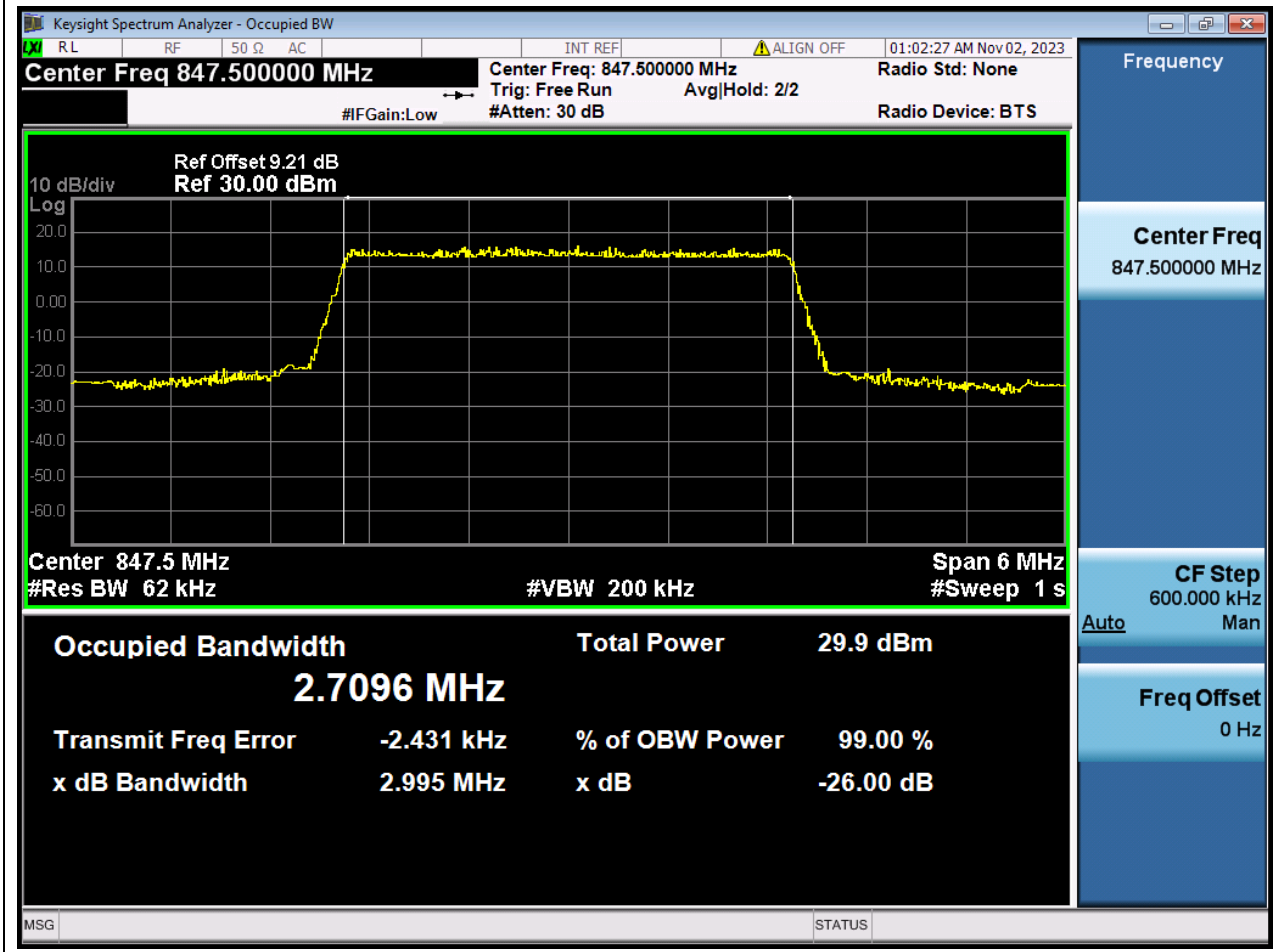 Keysight Spectrum Analyzer - Occupied BW
LXI RL RF 50 Ω AC INT REF ALIGN OFF 01:02:27 AM Nov 02, 2023
Center Freq 847.500000 MHz
Center Freq: 847.500000 MHz Radio Std: None
Trig: Free Run Avg|Hold: 2/2
#IFGain:Low #Atten: 30 dB Radio Device: BTS
Ref Offset 9.21 dB
10 dB/div Ref 30.00 dBm
Log
20.0
10.0
0.00
-10.0
-20.0
-30.0
-40.0
-50.0
-60.0
Center 847.5 MHz Span 6 MHz
#Res BW 62 kHz #VBW 200 kHz #Sweep 1 s
Occupied Bandwidth Total Power 29.9 dBm
2.7096 MHz
Transmit Freq Error -2.431 kHz % of OBW Power 99.00 %
x dB Bandwidth 2.995 MHz x dB -26.00 dB
Frequency
Center Freq
847.500000 MHz
CF Step
600.000 kHz
Auto Man
Freq Offset
0 Hz
MSG STATUS